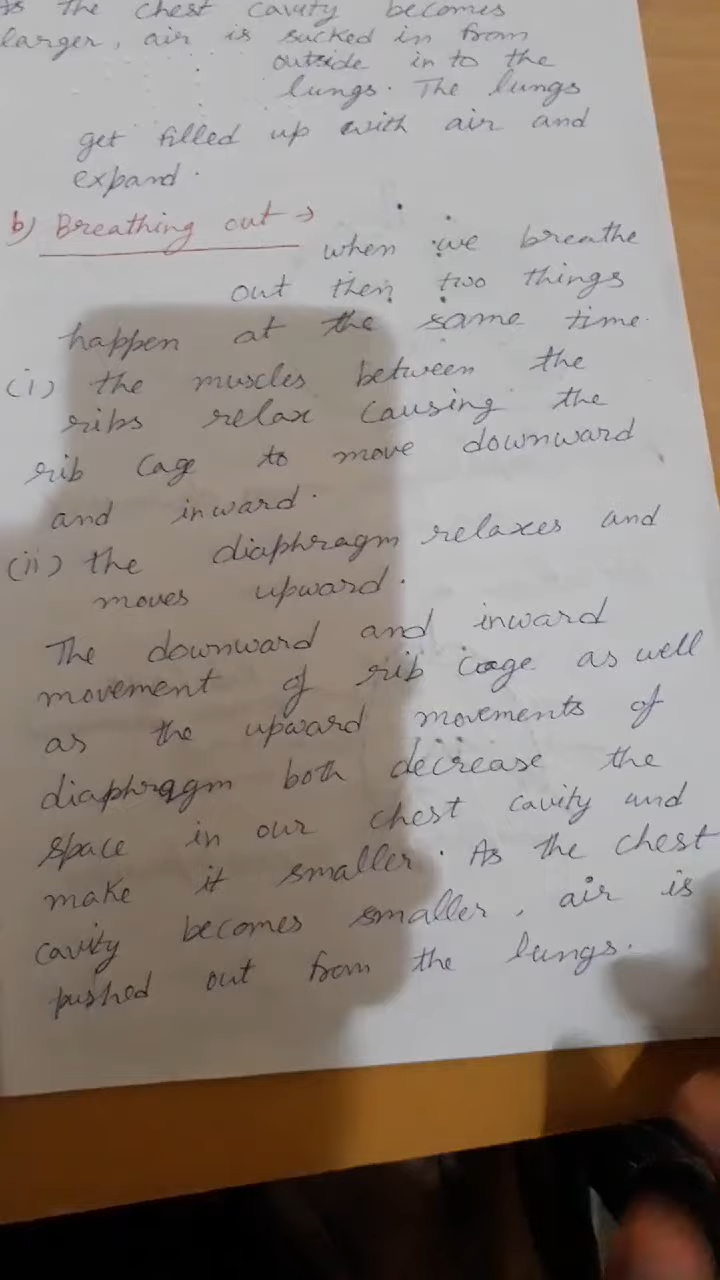 As the chest cavity becomes
larger, air is sucked in from
outside in to the
lungs. The lungs
get filled up with air and
expand.
b) Breathing out →
when we breathe
out then two things
happen at the same time.
(i) the muscles between the
ribs relax causing the
rib cage to move downward
and inward.
(ii) the diaphragm relaxes and
moves upward.
The downward and inward
movement of rib cage as well
as the upward movements of
diaphragm both decrease the
space in our chest cavity and
make it smaller. As the chest
cavity becomes smaller, air is
pushed out from the lungs.